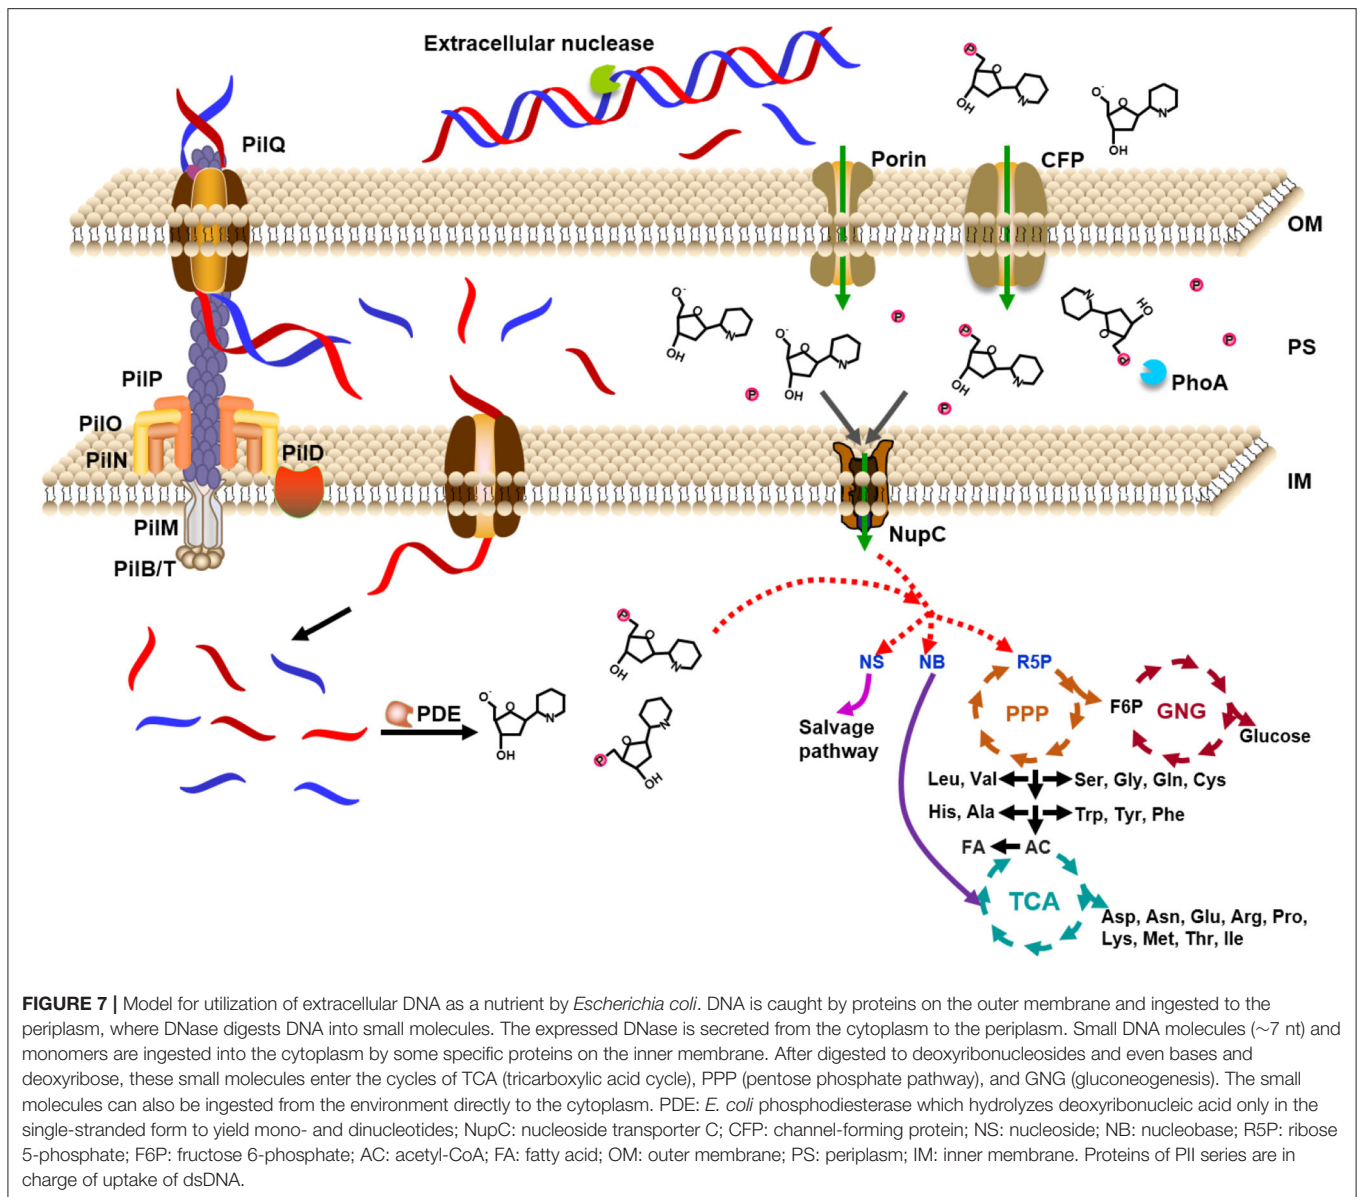 Extracellular nuclease
P
O
N
OH
O-
O
N
OH
PilQ
Porin
CFP
OM
O-
O
N
OH
O-
O
N
OH
P
P
P
O
N
OH
P
N
O
HO
P
P
P
PS
PhoA
PilP
PilO
PilN
PilD
IM
PilM
NupC
PilB/T
P
O
N
OH
NS
NB
R5P
PPP
F6P
GNG
Glucose
PDE
O-
O
N
OH
P
O
N
OH
Salvage
pathway
Leu, Val
Ser, Gly, Gln, Cys
His, Ala
Trp, Tyr, Phe
FA
AC
TCA
Asp, Asn, Glu, Arg, Pro,
Lys, Met, Thr, Ile
FIGURE 7 | Model for utilization of extracellular DNA as a nutrient by Escherichia coli. DNA is caught by proteins on the outer membrane and ingested to the
periplasm, where DNase digests DNA into small molecules. The expressed DNase is secreted from the cytoplasm to the periplasm. Small DNA molecules (∼7 nt) and
monomers are ingested into the cytoplasm by some specific proteins on the inner membrane. After digested to deoxyribonucleosides and even bases and
deoxyribose, these small molecules enter the cycles of TCA (tricarboxylic acid cycle), PPP (pentose phosphate pathway), and GNG (gluconeogenesis). The small
molecules can also be ingested from the environment directly to the cytoplasm. PDE: E. coli phosphodiesterase which hydrolyzes deoxyribonucleic acid only in the
single-stranded form to yield mono- and dinucleotides; NupC: nucleoside transporter C; CFP: channel-forming protein; NS: nucleoside; NB: nucleobase; R5P: ribose
5-phosphate; F6P: fructose 6-phosphate; AC: acetyl-CoA; FA: fatty acid; OM: outer membrane; PS: periplasm; IM: inner membrane. Proteins of PII series are in
charge of uptake of dsDNA.